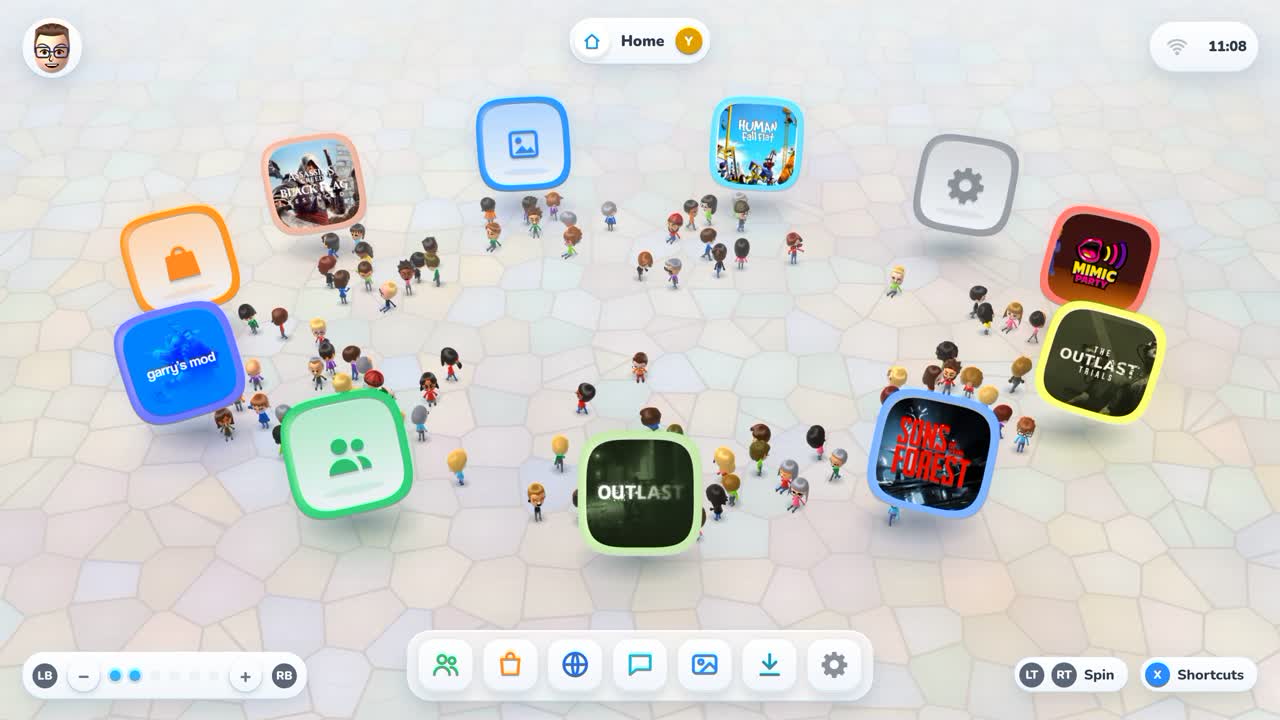 Home
Y
11:08
ASSASSIN'S
CREED
BLACK FLAG
HUMAN
fall flat
MIMIC
PARTY
garry's mod
THE
OUTLAST
TRIALS
SONS
OF THE
FOREST
OUTLAST
LB
−
+
RB
LT
RT
Spin
X
Shortcuts